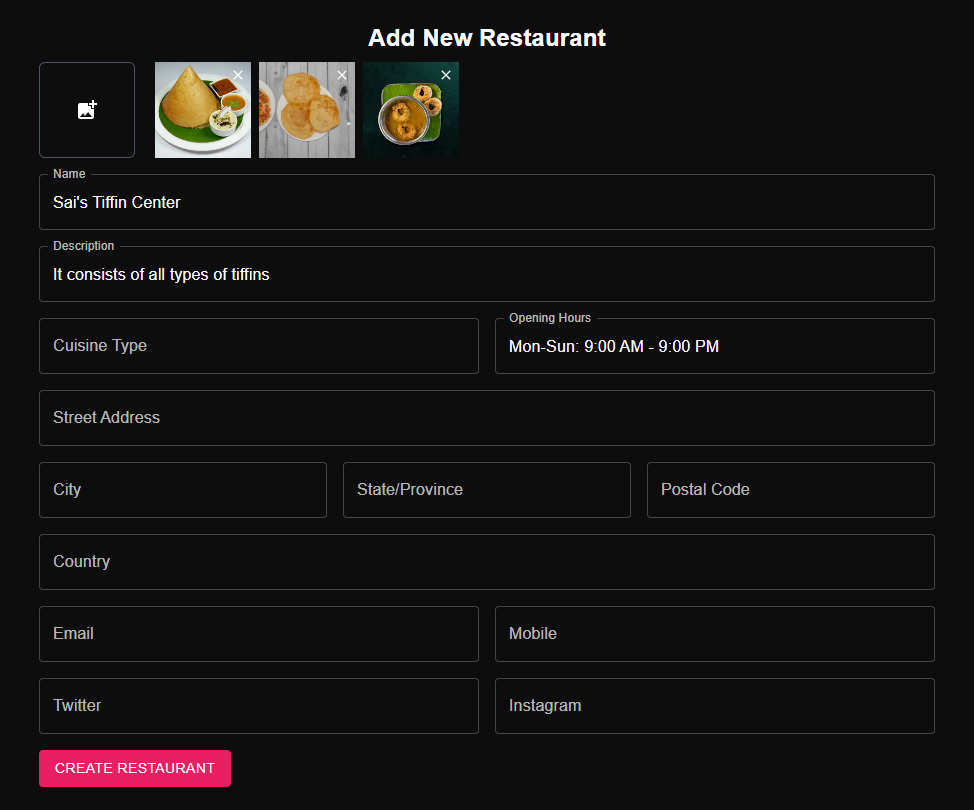 Add New Restaurant
Name
Sai's Tiffin Center
Description
It consists of all types of tiffins
Cuisine Type
Opening Hours
Mon-Sun: 9:00 AM - 9:00 PM
Street Address
City
State/Province
Postal Code
Country
Email
Mobile
Twitter
Instagram
CREATE RESTAURANT